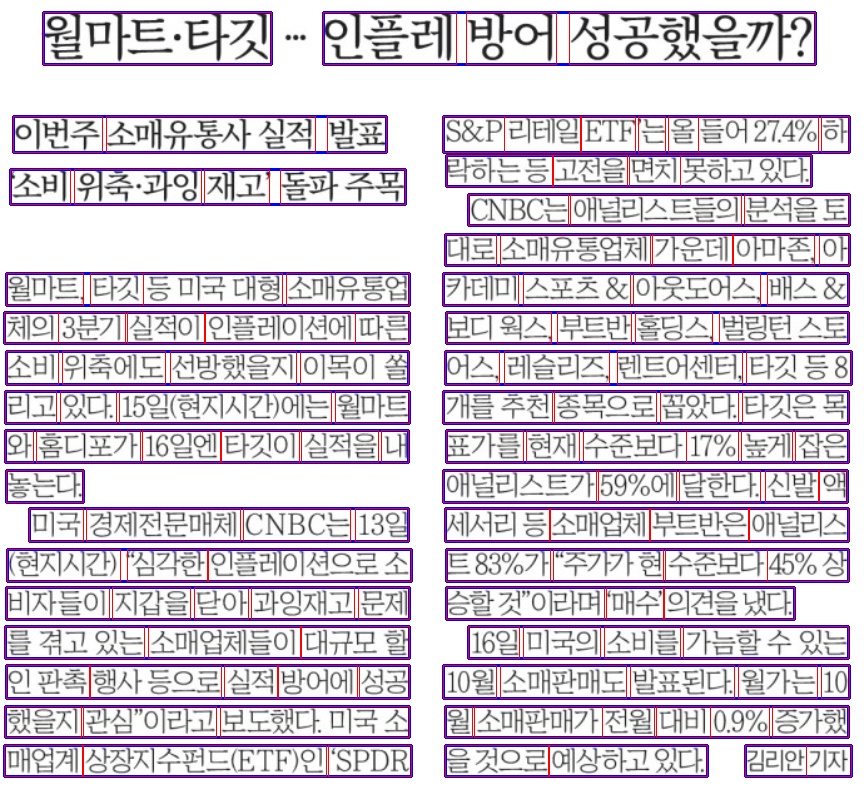 월마트·타깃 … 인플레 방어 성공했을까?
이번주 소매유통사 실적 발표
'소비 위축·과잉 재고' 돌파 주목
월마트, 타깃 등 미국 대형 소매유통업
체의 3분기 실적이 인플레이션에 따른
소비 위축에도 선방했을지 이목이 쏠
리고 있다. 15일(현지시간)에는 월마트
와 홈디포가 16일엔 타깃이 실적을 내
놓는다.
미국 경제전문매체 CNBC는 13일
(현지시간) “심각한 인플레이션으로 소
비자들이 지갑을 닫아 과잉재고 문제
를 겪고 있는 소매업체들이 대규모 할
인 판촉 행사 등으로 실적 방어에 성공
했을지 관심”이라고 보도했다. 미국 소
매업계 상장지수펀드(ETF)인 ‘SPDR
S&P 리테일 ETF’는 올 들어 27.4% 하
락하는 등 고전을 면치 못하고 있다.
CNBC는 애널리스트들의 분석을 토
대로 소매유통업체 가운데 아마존, 아
카데미 스포츠 & 아웃도어스, 배스 &
보디 웍스, 부트반 홀딩스, 벌링턴 스토
어스, 레슬리즈, 렌트어센터, 타깃 등 8
개를 추천 종목으로 꼽았다. 타깃은 목
표가를 현재 수준보다 17% 높게 잡은
애널리스트가 59%에 달한다. 신발 액
세서리 등 소매업체 부트반은 애널리스
트 83%가 “주가가 현 수준보다 45% 상
승할 것”이라며 ‘매수’ 의견을 냈다.
16일 미국의 소비를 가늠할 수 있는
10월 소매판매도 발표된다. 월가는 10
월 소매판매가 전월 대비 0.9% 증가했
을 것으로 예상하고 있다. 김리안 기자